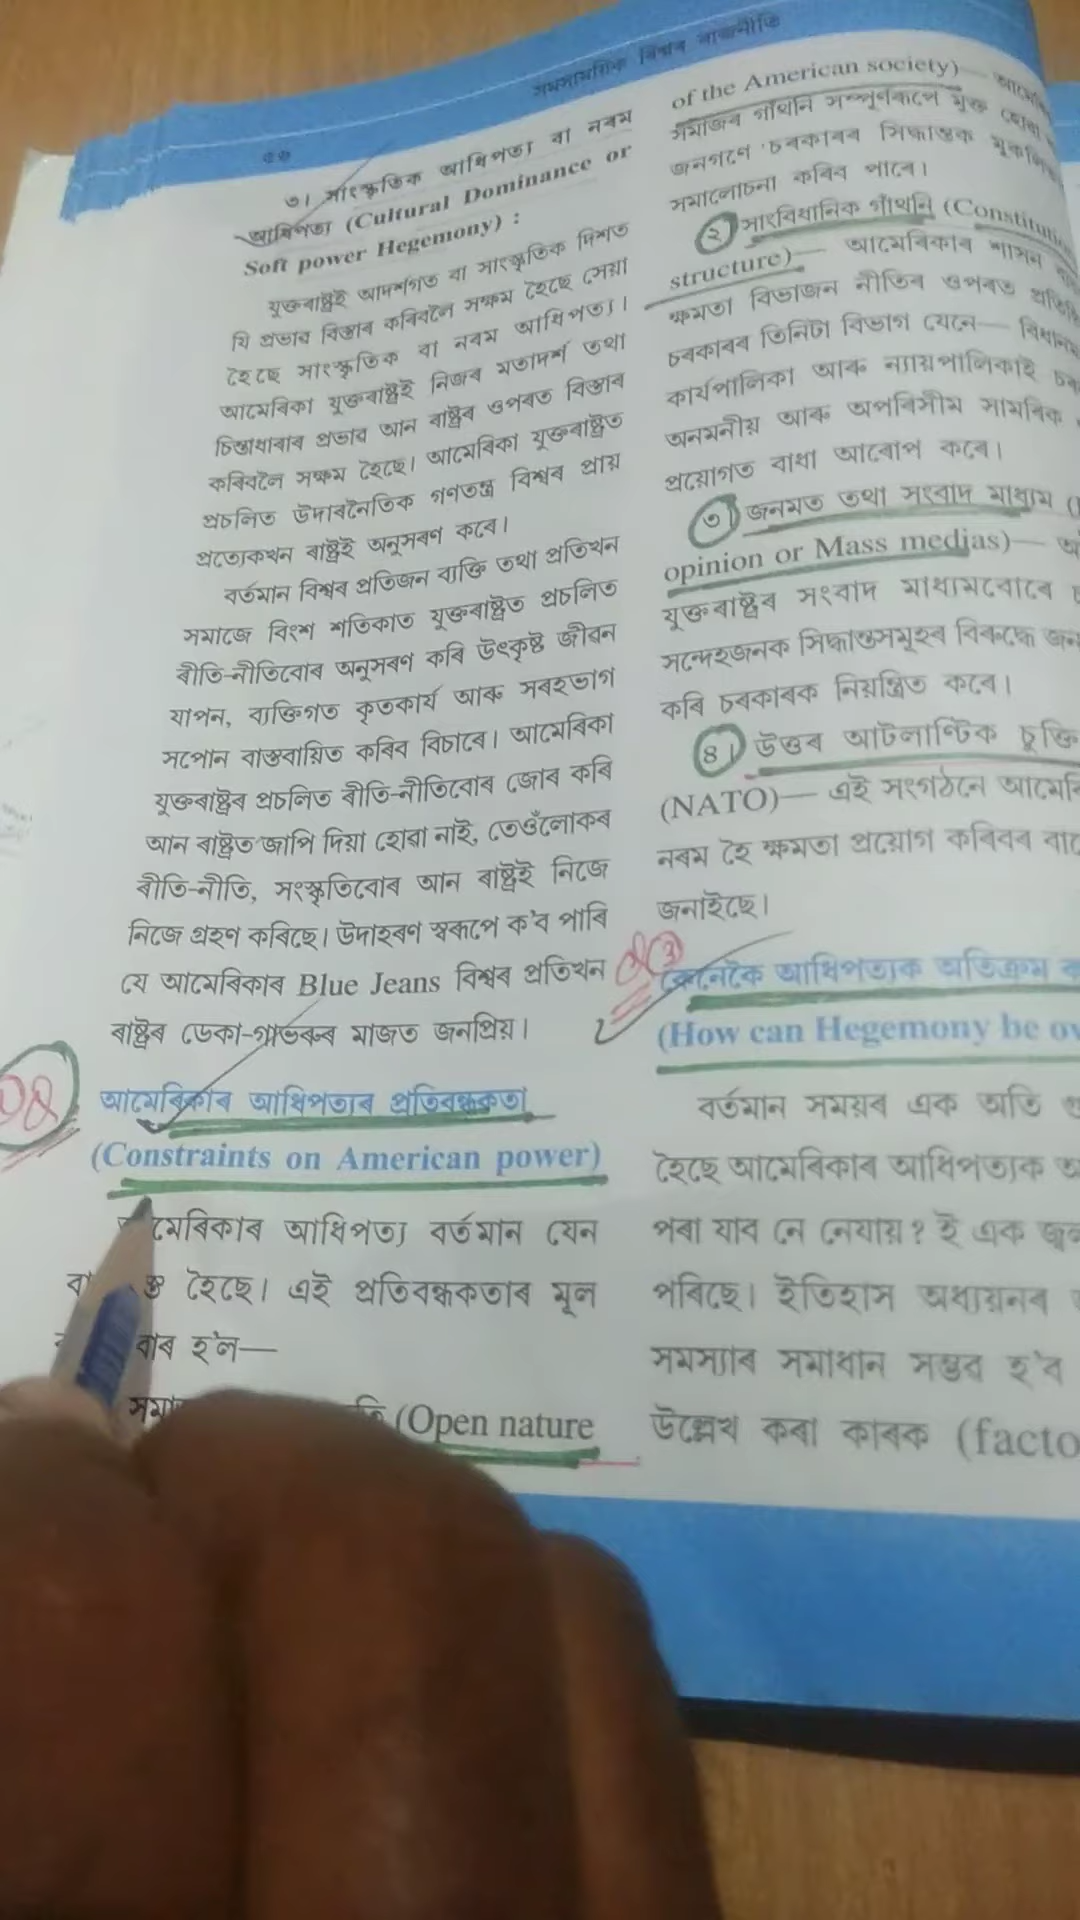 সমসাময়িক বিশ্বৰ ৰাজনীতি
৩। সাংস্কৃতিক আধিপত্য বা নৰম
আধিপত্য (Cultural Dominance or
Soft power Hegemony) :
যুক্তৰাষ্ট্ৰই আদৰ্শগত বা সাংস্কৃতিক দিশত
যি প্ৰভাৱ বিস্তাৰ কৰিবলৈ সক্ষম হৈছে সেয়া
হৈছে সাংস্কৃতিক বা নৰম আধিপত্য।
আমেৰিকা যুক্তৰাষ্ট্ৰই নিজৰ মতাদৰ্শ তথা
চিন্তাধাৰাৰ প্ৰভাৱ আন ৰাষ্ট্ৰৰ ওপৰত বিস্তাৰ
কৰিবলৈ সক্ষম হৈছে। আমেৰিকা যুক্তৰাষ্ট্ৰত
প্ৰচলিত উদাৰনৈতিক গণতন্ত্ৰ বিশ্বৰ প্ৰায়
প্ৰত্যেকখন ৰাষ্ট্ৰই অনুসৰণ কৰে।
বৰ্তমান বিশ্বৰ প্ৰতিজন ব্যক্তি তথা প্ৰতিখন
সমাজে বিংশ শতিকাত যুক্তৰাষ্ট্ৰত প্ৰচলিত
ৰীতি-নীতিবোৰ অনুসৰণ কৰি উৎকৃষ্ট জীৱন
যাপন, ব্যক্তিগত কৃতকাৰ্য আৰু সৰহভাগ
সপোন বাস্তবায়িত কৰিব বিচাৰে। আমেৰিকা
যুক্তৰাষ্ট্ৰৰ প্ৰচলিত ৰীতি-নীতিবোৰ জোৰ কৰি
আন ৰাষ্ট্ৰত জাপি দিয়া হোৱা নাই, তেওঁলোকৰ
ৰীতি-নীতি, সংস্কৃতিবোৰ আন ৰাষ্ট্ৰই নিজে
নিজে গ্ৰহণ কৰিছে। উদাহৰণ স্বৰূপে ক'ব পাৰি
যে আমেৰিকাৰ Blue Jeans বিশ্বৰ প্ৰতিখন
ৰাষ্ট্ৰৰ ডেকা-গাভৰুৰ মাজত জনপ্ৰিয়।
আমেৰিকাৰ আধিপত্যৰ প্ৰতিবন্ধকতা
(Constraints on American power)
আমেৰিকাৰ আধিপত্য বৰ্তমান যেন
হৈছে। এই প্ৰতিবন্ধকতাৰ মূল
হ'ল—
(Open nature
of the American society)—
সমাজৰ গাঁথনি সম্পূৰ্ণৰূপে মুক্ত হোৱা
জনগণে চৰকাৰৰ সিদ্ধান্তক
সমালোচনা কৰিব পাৰে।
২। সাংবিধানিক গাঁথনি
structure)— আমেৰিকাৰ শাসন
ক্ষমতা বিভাজন নীতিৰ ওপৰত
চৰকাৰৰ তিনিটা বিভাগ যেনে—
কাৰ্যপালিকা আৰু ন্যায়পালিকাই
অনমনীয় আৰু অপৰিসীম সামৰিক
প্ৰয়োগত বাধা আৰোপ কৰে।
৩। জনমত তথা সংবাদ মাধ্যম
opinion or Mass medias)—
যুক্তৰাষ্ট্ৰৰ সংবাদ মাধ্যমবোৰে
সন্দেহজনক সিদ্ধান্তসমূহৰ বিৰুদ্ধে
কৰি চৰকাৰক নিয়ন্ত্ৰিত কৰে।
৪। উত্তৰ আটলাণ্টিক চুক্তি
(NATO)— এই সংগঠনে
নৰম হৈ ক্ষমতা প্ৰয়োগ কৰিবৰ বাবে
জনাইছে।
কেনেকৈ আধিপত্যক অতিক্ৰম
(How can Hegemony be
বৰ্তমান সময়ৰ এক অতি
হৈছে আমেৰিকাৰ আধিপত্যক
পৰা যাব নে নেযায়? ই এক
পৰিছে। ইতিহাস অধ্যয়নৰ
সমস্যাৰ সমাধান সম্ভৱ হ'ব
উল্লেখ কৰা কাৰক